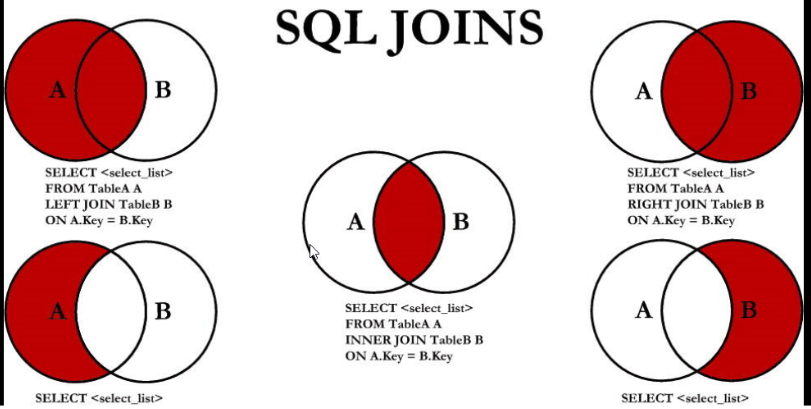 SQL JOINS
A B
SELECT <select_list>
FROM TableA A
LEFT JOIN TableB B
ON A.Key = B.Key
A B
SELECT <select_list>
FROM TableA A
RIGHT JOIN TableB B
ON A.Key = B.Key
A B
SELECT <select_list>
FROM TableA A
INNER JOIN TableB B
ON A.Key = B.Key
A B
SELECT <select_list>
A B
SELECT <select_list>